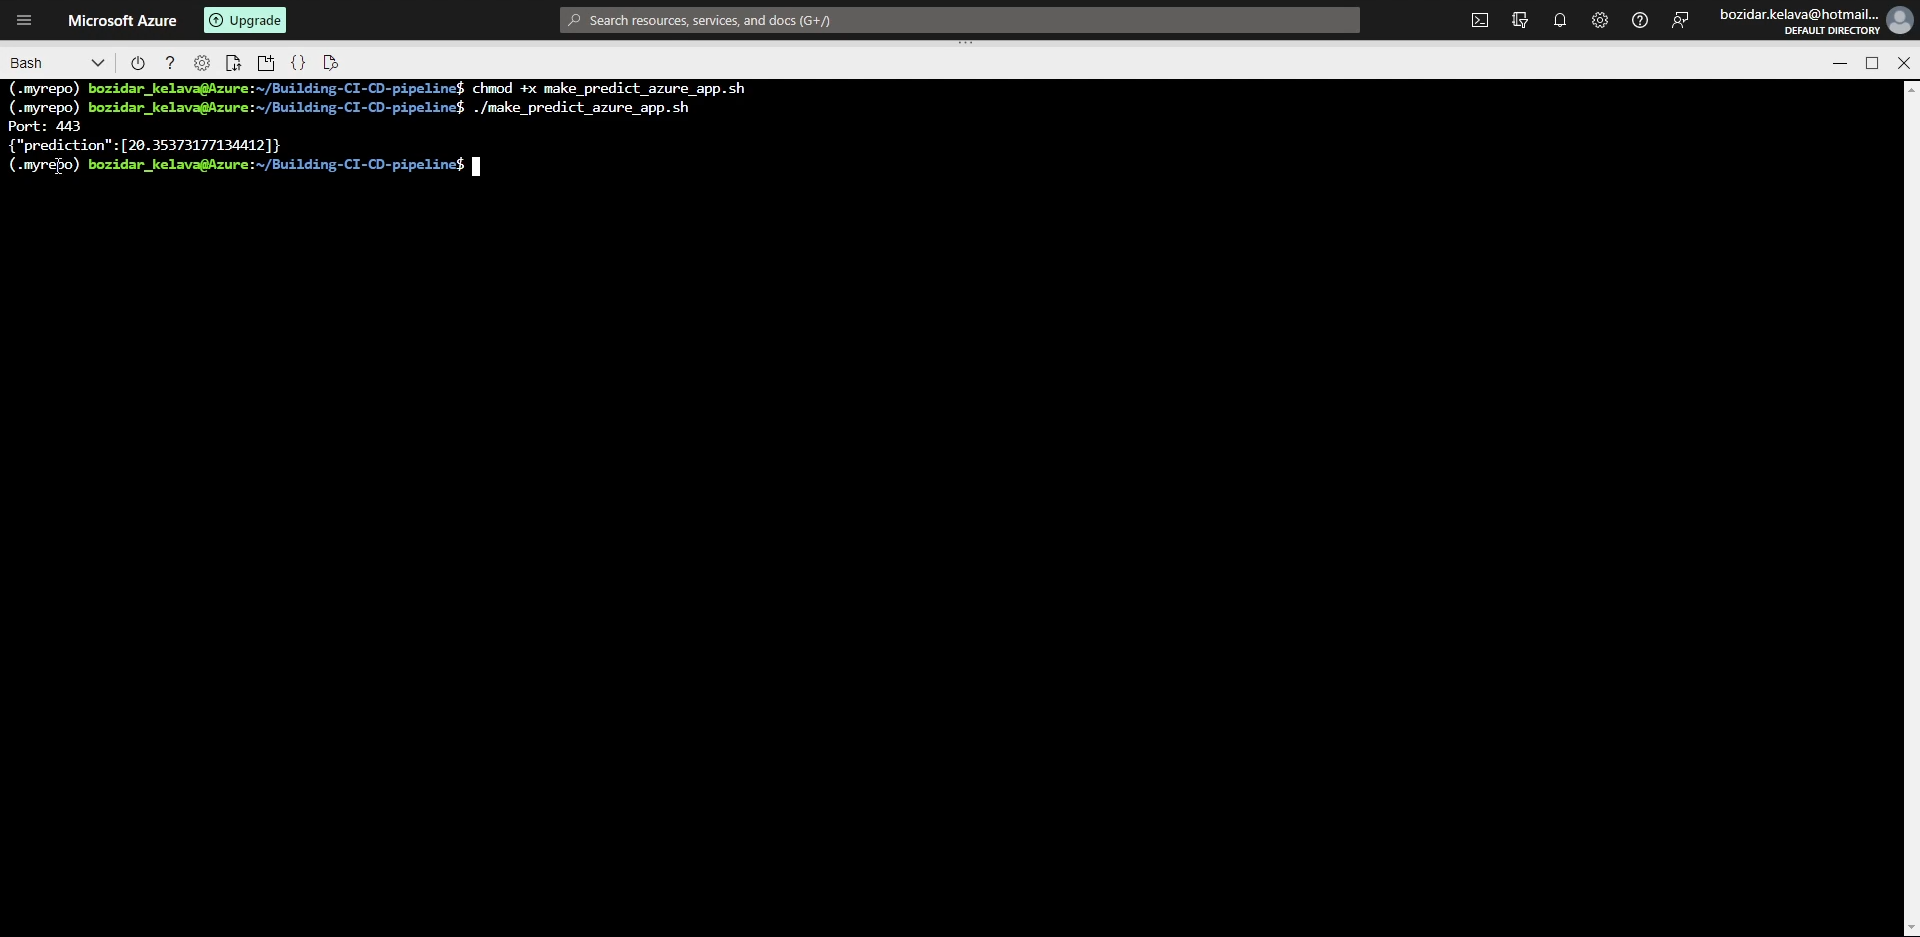 Microsoft Azure
Upgrade
Search resources, services, and docs (G+/)
bozidar.kelava@hotmail...
DEFAULT DIRECTORY
Bash
(.myrepo) bozidar_kelava@Azure:~/Building-CI-CD-pipeline$ chmod +x make_predict_azure_app.sh
(.myrepo) bozidar_kelava@Azure:~/Building-CI-CD-pipeline$ ./make_predict_azure_app.sh
Port: 443
{"prediction":[20.35373177134412]}
(.myrepo) bozidar_kelava@Azure:~/Building-CI-CD-pipeline$